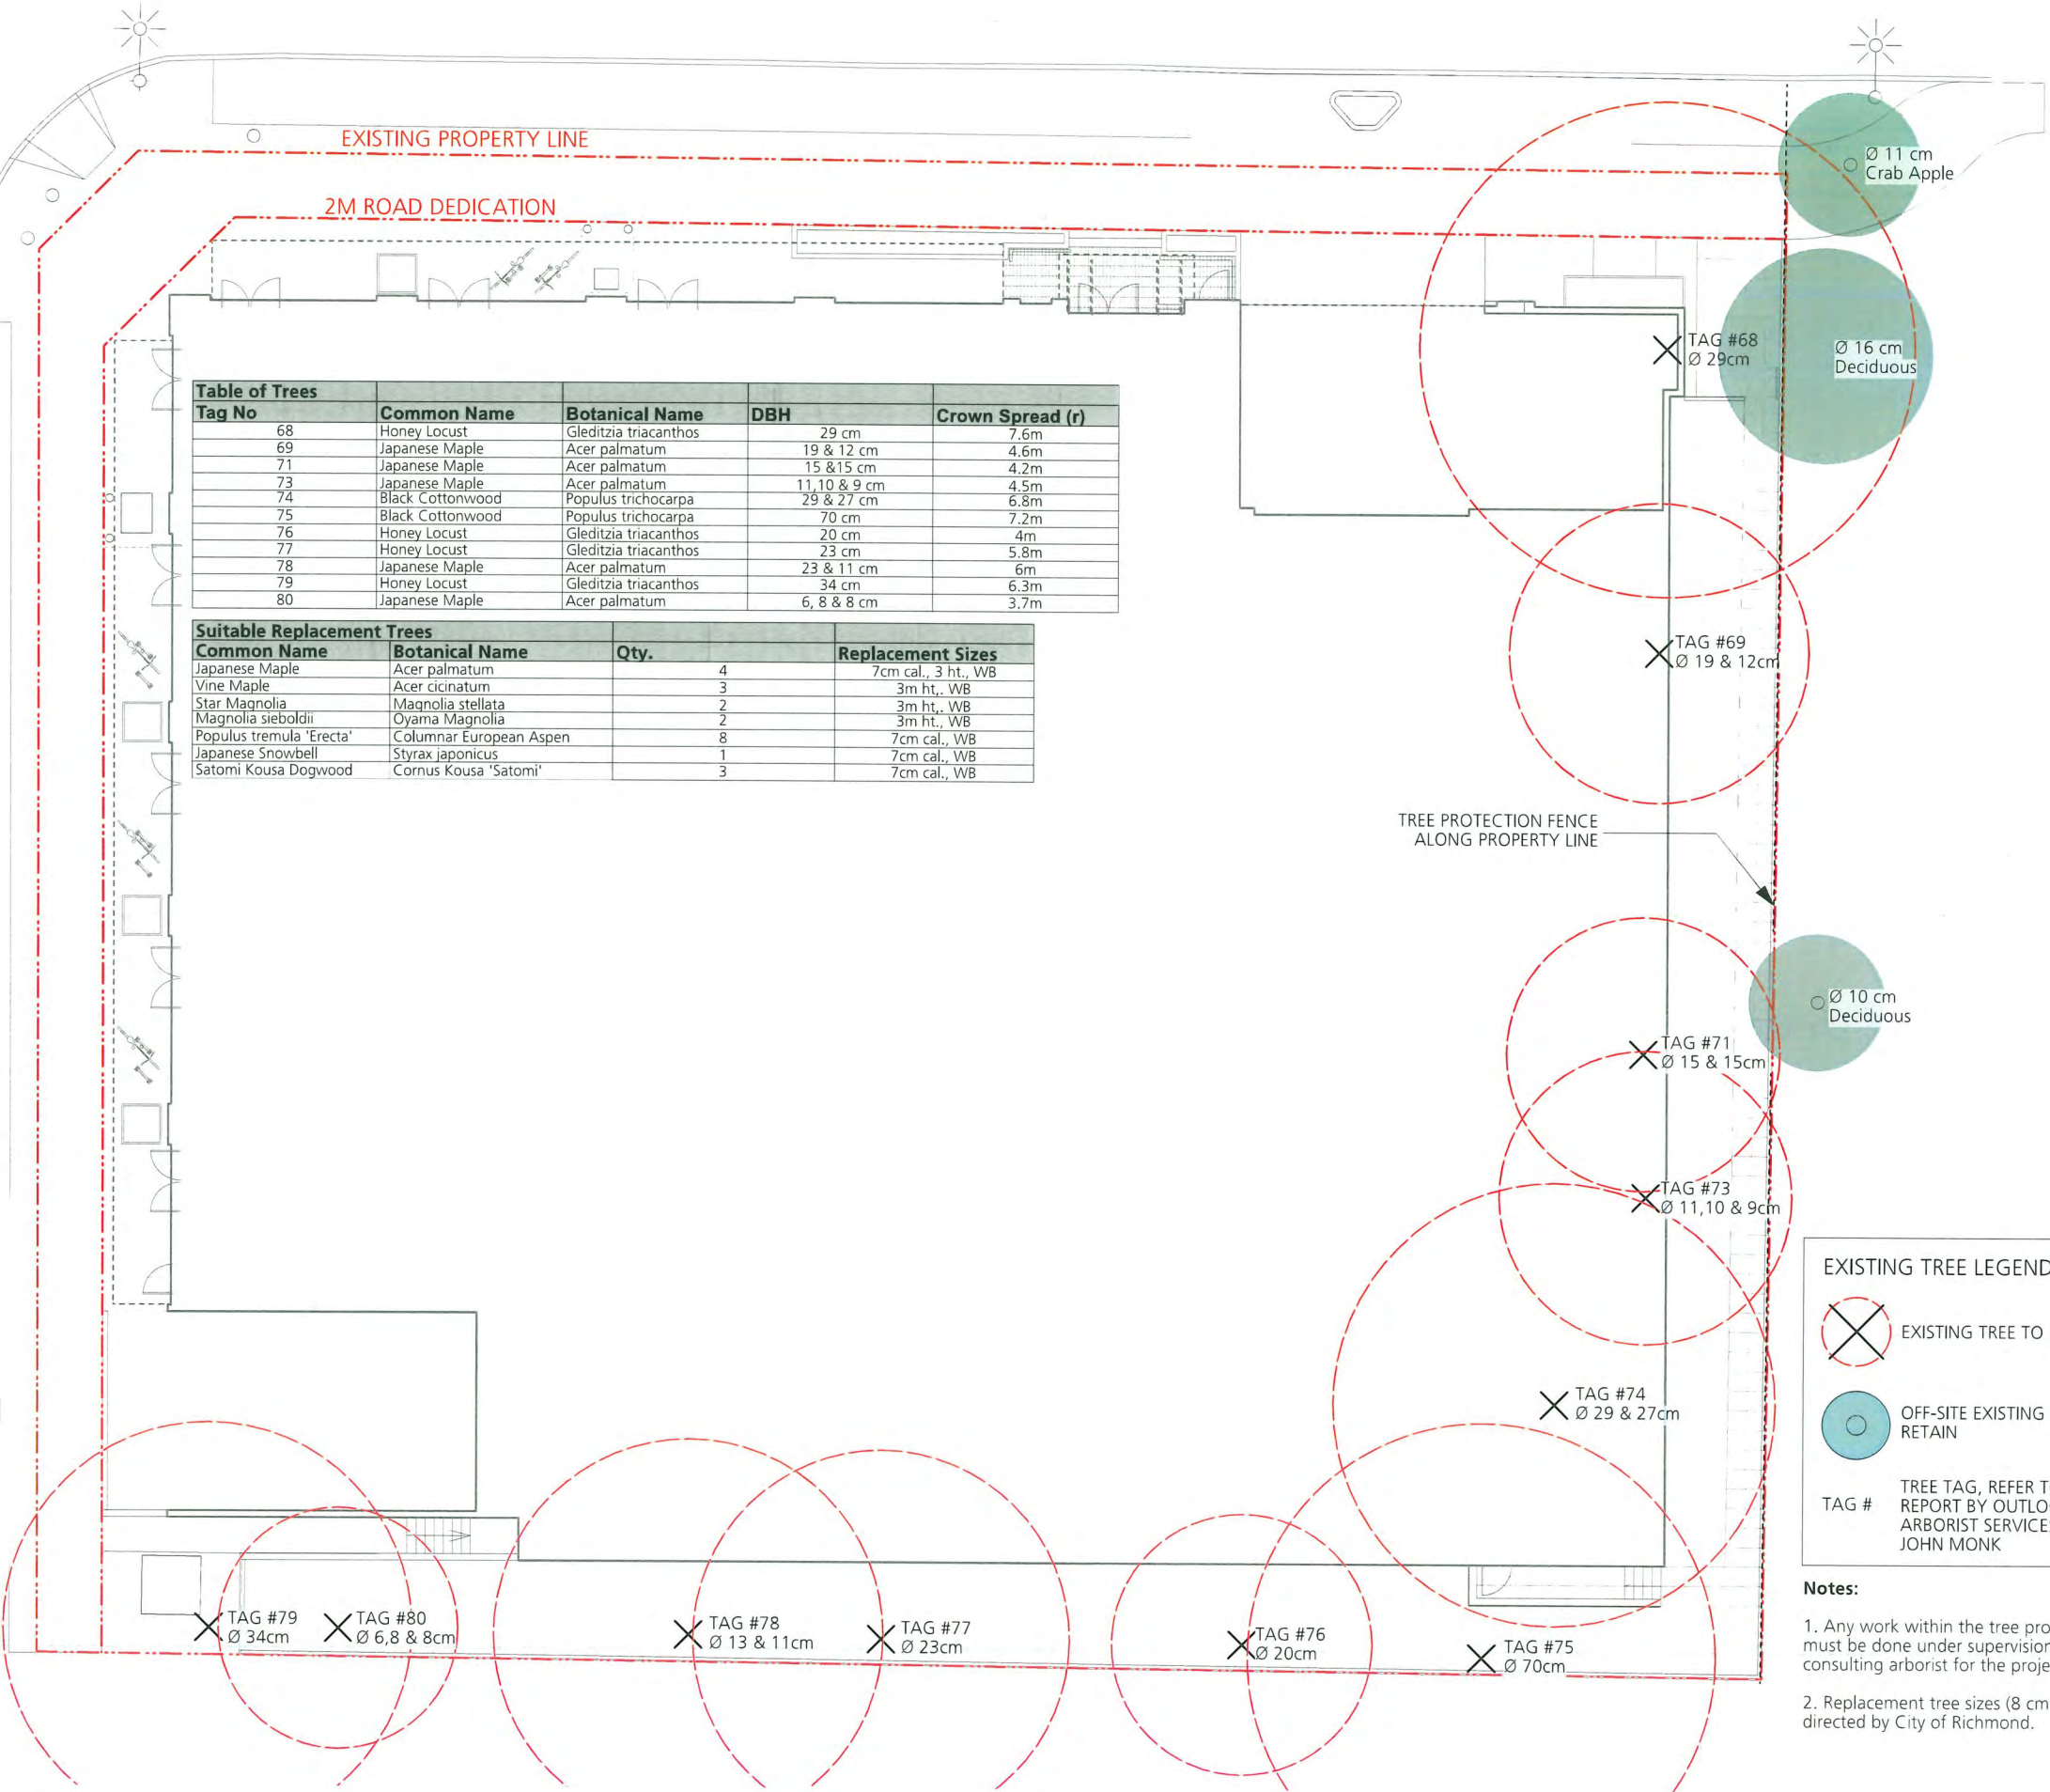 EXISTING PROPERTY LINE
2M ROAD DEDICATION
Ø 11 cm
Crab Apple
Ø 16 cm
Deciduous
TAG #68
Ø 29cm
Table of Trees
Tag No Common Name Botanical Name DBH Crown Spread (r)
68 Honey Locust Gleditzia triacanthos 29 cm 7.6m
69 Japanese Maple Acer palmatum 19 & 12 cm 4.6m
71 Japanese Maple Acer palmatum 15 &15 cm 4.2m
73 Japanese Maple Acer palmatum 11,10 & 9 cm 4.5m
74 Black Cottonwood Populus trichocarpa 29 & 27 cm 6.8m
75 Black Cottonwood Populus trichocarpa 70 cm 7.2m
76 Honey Locust Gleditzia triacanthos 20 cm 4m
77 Honey Locust Gleditzia triacanthos 23 cm 5.8m
78 Japanese Maple Acer palmatum 23 & 11 cm 6m
79 Honey Locust Gleditzia triacanthos 34 cm 6.3m
80 Japanese Maple Acer palmatum 6, 8 & 8 cm 3.7m
Suitable Replacement Trees
Common Name Botanical Name Qty. Replacement Sizes
Japanese Maple Acer palmatum 4 7cm cal., 3 ht., WB
Vine Maple Acer cicinatum 3 3m ht,. WB
Star Magnolia Magnolia stellata 2 3m ht,. WB
Magnolia sieboldii Oyama Magnolia 2 3m ht., WB
Populus tremula 'Erecta' Columnar European Aspen 8 7cm cal., WB
Japanese Snowbell Styrax japonicus 1 7cm cal., WB
Satomi Kousa Dogwood Cornus Kousa 'Satomi' 3 7cm cal., WB
TAG #69
Ø 19 & 12cm
TREE PROTECTION FENCE
ALONG PROPERTY LINE
Ø 10 cm
Deciduous
TAG #71
Ø 15 & 15cm
TAG #73
Ø 11,10 & 9cm
TAG #74
Ø 29 & 27cm
TAG #79
Ø 34cm
TAG #80
Ø 6,8 & 8cm
TAG #78
Ø 13 & 11cm
TAG #77
Ø 23cm
TAG #76
Ø 20cm
TAG #75
Ø 70cm
EXISTING TREE LEGEND
EXISTING TREE TO
OFF-SITE EXISTING
RETAIN
TAG #
TREE TAG, REFER
REPORT BY
ARBORIST
JOHN MONK
Notes:
1. Any work within the tree
must be done under supervision
consulting arborist for the
2. Replacement tree sizes (8 cm
directed by City of Richmond.